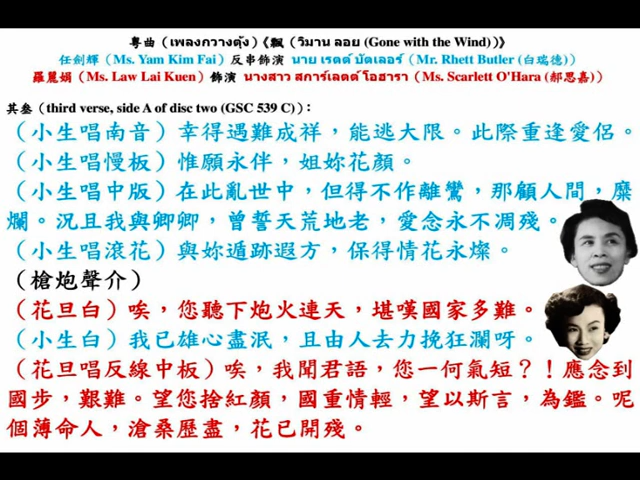 粵曲（เพลงกวางตุ้ง）《飄（วิมาน ลอย (Gone with the Wind)）》
任劍輝（Ms. Yam Kim Fai）反串飾演 นาย เรตต์ บัตเลอร์（Mr. Rhett Butler (白瑞德)）
羅麗娟（Ms. Law Lai Kuen）飾演 นางสาว สการ์เลตต์ โอฮารา（Ms. Scarlett O'Hara (郝思嘉)）
其叁（third verse, side A of disc two (GSC 539 C)）：
（小生唱南音）幸得遇難成祥，能逃大限。此際重逢愛侶。
（小生唱慢板）惟願永伴，姐妳花顏。
（小生唱中版）在此亂世中，但得不作離鸞，那顧人間，糜
爛。況且我與卿卿，曾誓天荒地老，愛念永不凋殘。
（小生唱滾花）與妳遁跡遐方，保得情花永燦。
（槍炮聲介）
（花旦白）唉，您聽下炮火連天，堪嘆國家多難。
（小生白）我已雄心盡泯，且由人去力挽狂瀾呀。
（花旦唱反線中板）唉，我聞君語，您一何氣短？！應念到
國步，艱難。望您捨紅顏，國重情輕，望以斯言，為鑑。呢
個薄命人，滄桑歷盡，花已開殘。